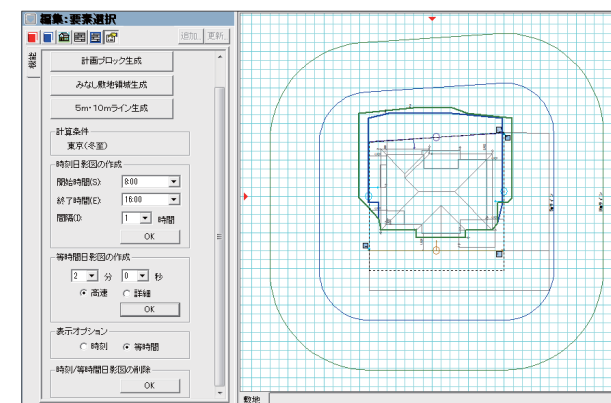 編集:要素選択
追加... 更新...
機能
計画ブロック生成
みなし敷地領域生成
5m・10mライン生成
計算条件
東京(冬至)
時刻日影図の作成
開始時間(S): 8:00
終了時間(E): 16:00
間隔(I): 1 時間
OK
等時間日影図の作成
2 分 0 秒
高速 詳細
OK
表示オプション
時刻 等時間
時刻/等時間日影図の削除
OK
敷地